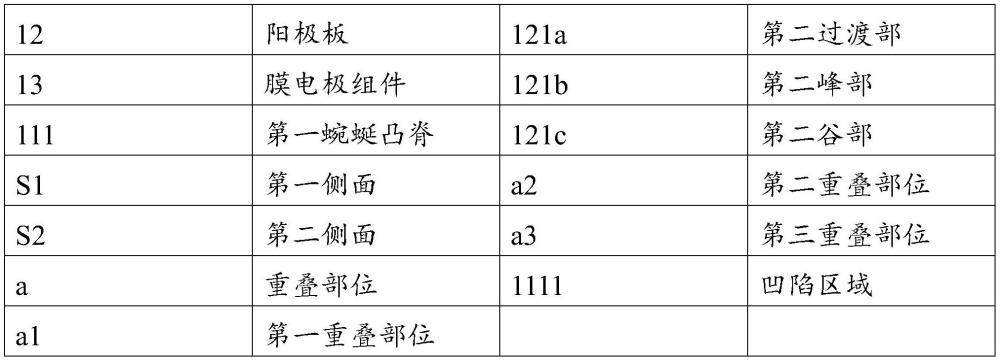 12 阳极板 121a 第二过渡部
13 膜电极组件 121b 第二峰部
111 第一蜿蜒凸脊 121c 第二谷部
S1 第一侧面 a2 第二重叠部位
S2 第二侧面 a3 第三重叠部位
a 重叠部位 1111 凹陷区域
a1 第一重叠部位